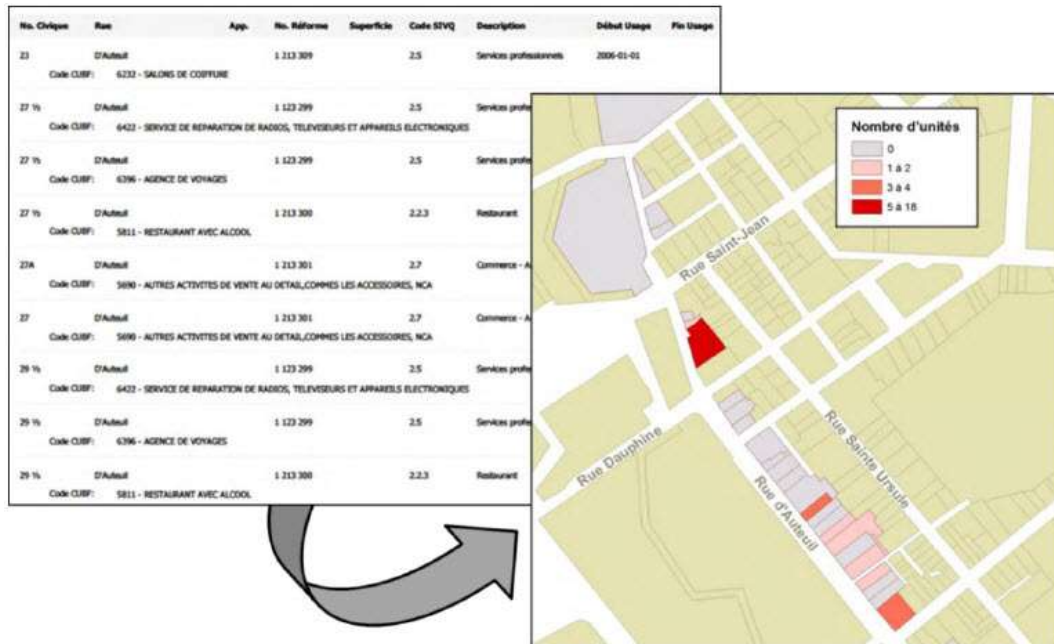 No. Civique Rue App. No. Réforme Superficie Code SIVQ Description Début Usage Fin Usage
23 D'Auteuil 1 213 309 2.5 Services professionnels 2006-01-01
Code CUBF: 6232 - SALONS DE COIFFURE
27 ½ D'Auteuil 1 123 299 2.5 Services profe
Code CUBF: 6422 - SERVICE DE REPARATION DE RADIOS, TELEVISEURS ET APPAREILS ELECTRONIQUES
27 ½ D'Auteuil 1 123 299 2.5 Services profe
Code CUBF: 6396 - AGENCE DE VOYAGES
27 ½ D'Auteuil 1 213 300 2.2.3 Restaurant
Code CUBF: 5811 - RESTAURANT AVEC ALCOOL
27A D'Auteuil 1 213 301 2.7 Commerce - A
Code CUBF: 5690 - AUTRES ACTIVITES DE VENTE AU DETAIL,COMMES LES ACCESSOIRES, NCA
27 D'Auteuil 1 213 301 2.7 Commerce - A
Code CUBF: 5690 - AUTRES ACTIVITES DE VENTE AU DETAIL,COMMES LES ACCESSOIRES, NCA
29 ½ D'Auteuil 1 123 299 2.5 Services profe
Code CUBF: 6422 - SERVICE DE REPARATION DE RADIOS, TELEVISEURS ET APPAREILS ELECTRONIQUES
29 ½ D'Auteuil 1 123 299 2.5 Services profe
Code CUBF: 6396 - AGENCE DE VOYAGES
29 ½ D'Auteuil 1 213 300 2.2.3 Restaurant
Code CUBF: 5811 - RESTAURANT AVEC ALCOOL
Nombre d'unités
0
1 à 2
3 à 4
5 à 18
Rue Saint-Jean
Rue Dauphine
Rue Sainte Ursule
Rue d'Auteuil